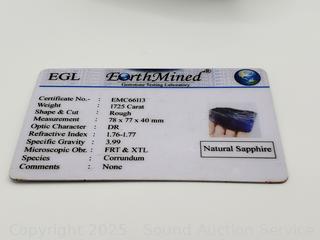 EGL EarthMined®
Gemstone Testing Laboratory
Certificate No.- : EMC66113
Weight : 1725 Carat
Shape & Cut : Rough
Measurement : 78 x 77 x 40 mm
Optic Character : DR
Refractive Index : 1.76-1.77
Specific Gravity : 3.99
Microscopic Obr. : FRT & XTL
Species : Corrundum
Comments : None
Natural Sapphire
Copyright 2025 - Sound Auction Service